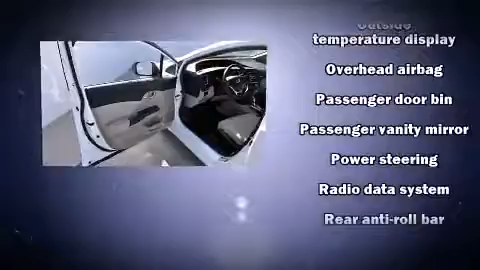 Outside
temperature display
Overhead airbag
Passenger door bin
Passenger vanity mirror
Power steering
Radio data system
Rear anti-roll bar